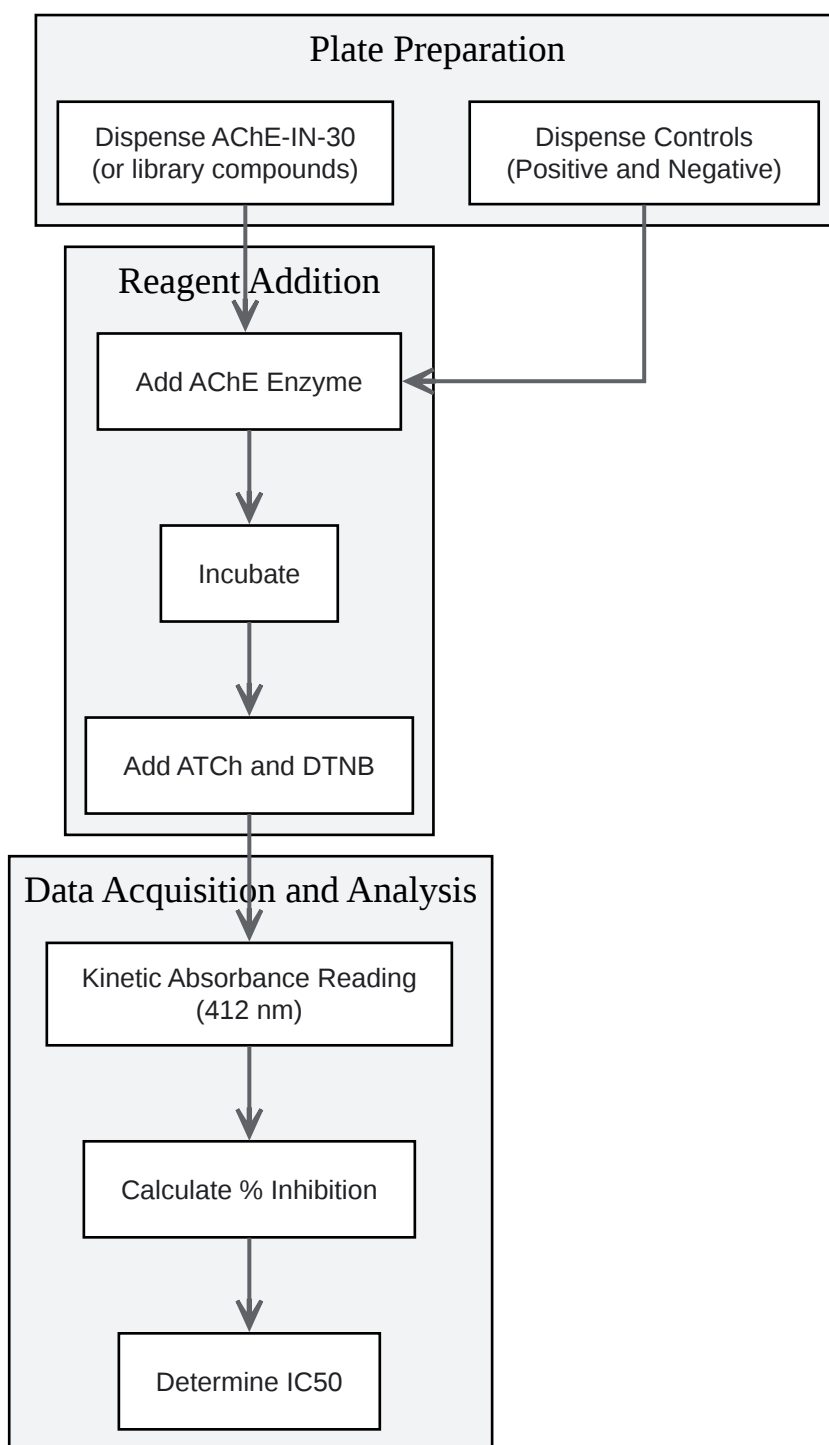 Plate Preparation
Dispense AChE-IN-30
(or library compounds)
Dispense Controls
(Positive and Negative)
Reagent Addition
Add AChE Enzyme
Incubate
Add ATCh and DTNB
Data Acquisition and Analysis
Kinetic Absorbance Reading
(412 nm)
Calculate % Inhibition
Determine IC50